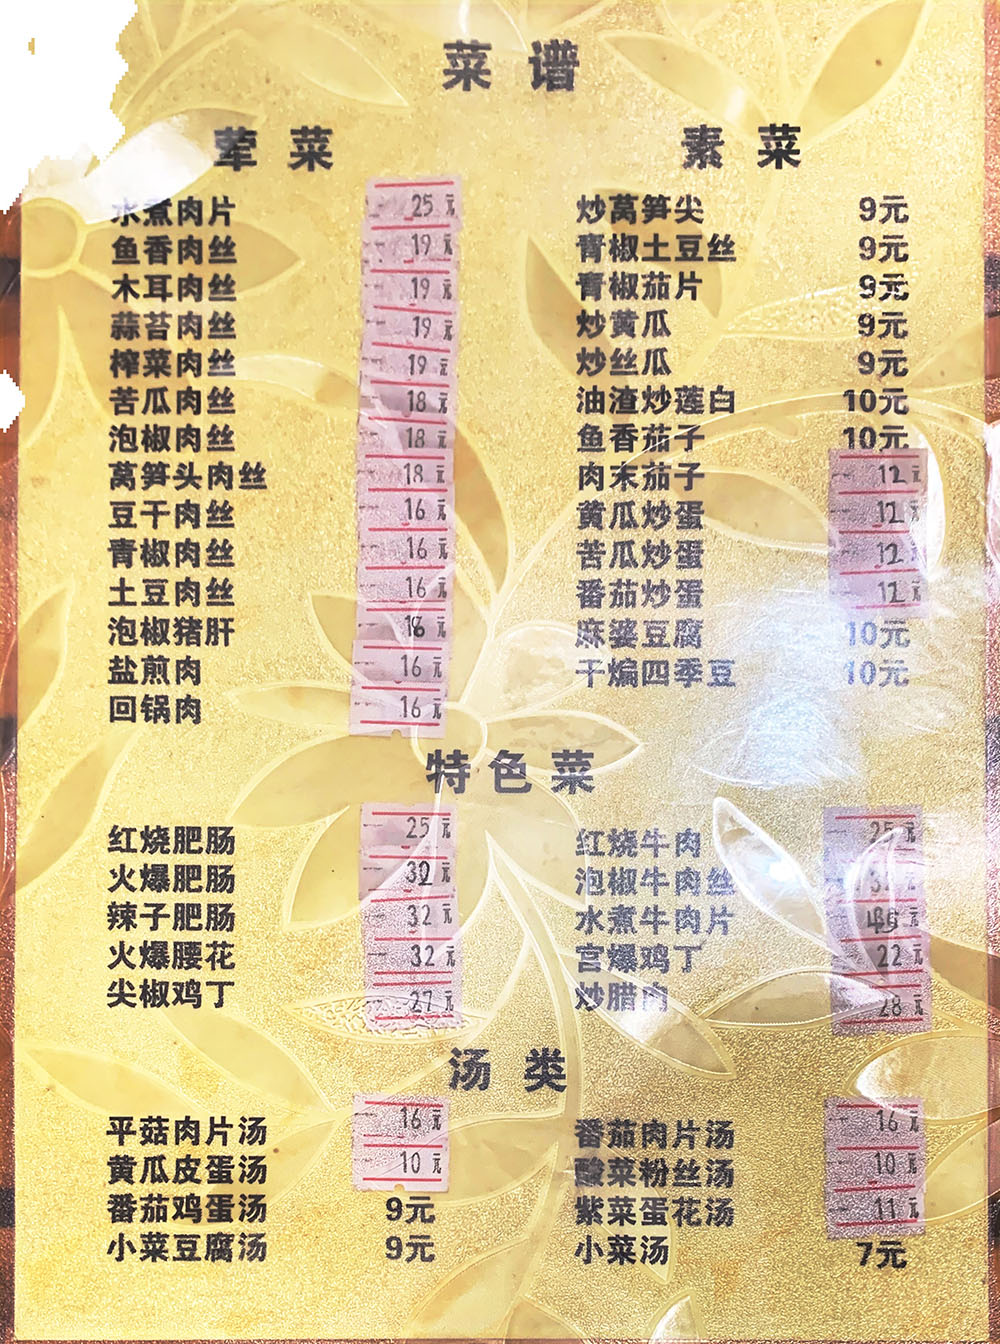 菜谱
荤菜
水煮肉片 25元
鱼香肉丝 19元
木耳肉丝 19元
蒜苔肉丝 19元
榨菜肉丝 19元
苦瓜肉丝 18元
泡椒肉丝 18元
莴笋头肉丝 18元
豆干肉丝 16元
青椒肉丝 16元
土豆肉丝 16元
泡椒猪肝 元
盐煎肉 16元
回锅肉 16元
素菜
炒莴笋尖 9元
青椒土豆丝 9元
青椒茄片 9元
炒黄瓜 9元
炒丝瓜 9元
油渣炒莲白 10元
鱼香茄子 10元
肉末茄子 12元
黄瓜炒蛋 12元
苦瓜炒蛋 12元
番茄炒蛋 12元
麻婆豆腐 10元
干煸四季豆 10元
特色菜
红烧肥肠 25元
火爆肥肠 32元
辣子肥肠 32元
火爆腰花 32元
尖椒鸡丁 27元
红烧牛肉 25元
泡椒牛肉丝 元
水煮牛肉片 元
宫爆鸡丁 22元
炒腊肉 28元
汤类
平菇肉片汤 16元
黄瓜皮蛋汤 10元
番茄鸡蛋汤 9元
小菜豆腐汤 9元
番茄肉片汤 16元
酸菜粉丝汤 10元
紫菜蛋花汤 11元
小菜汤 7元